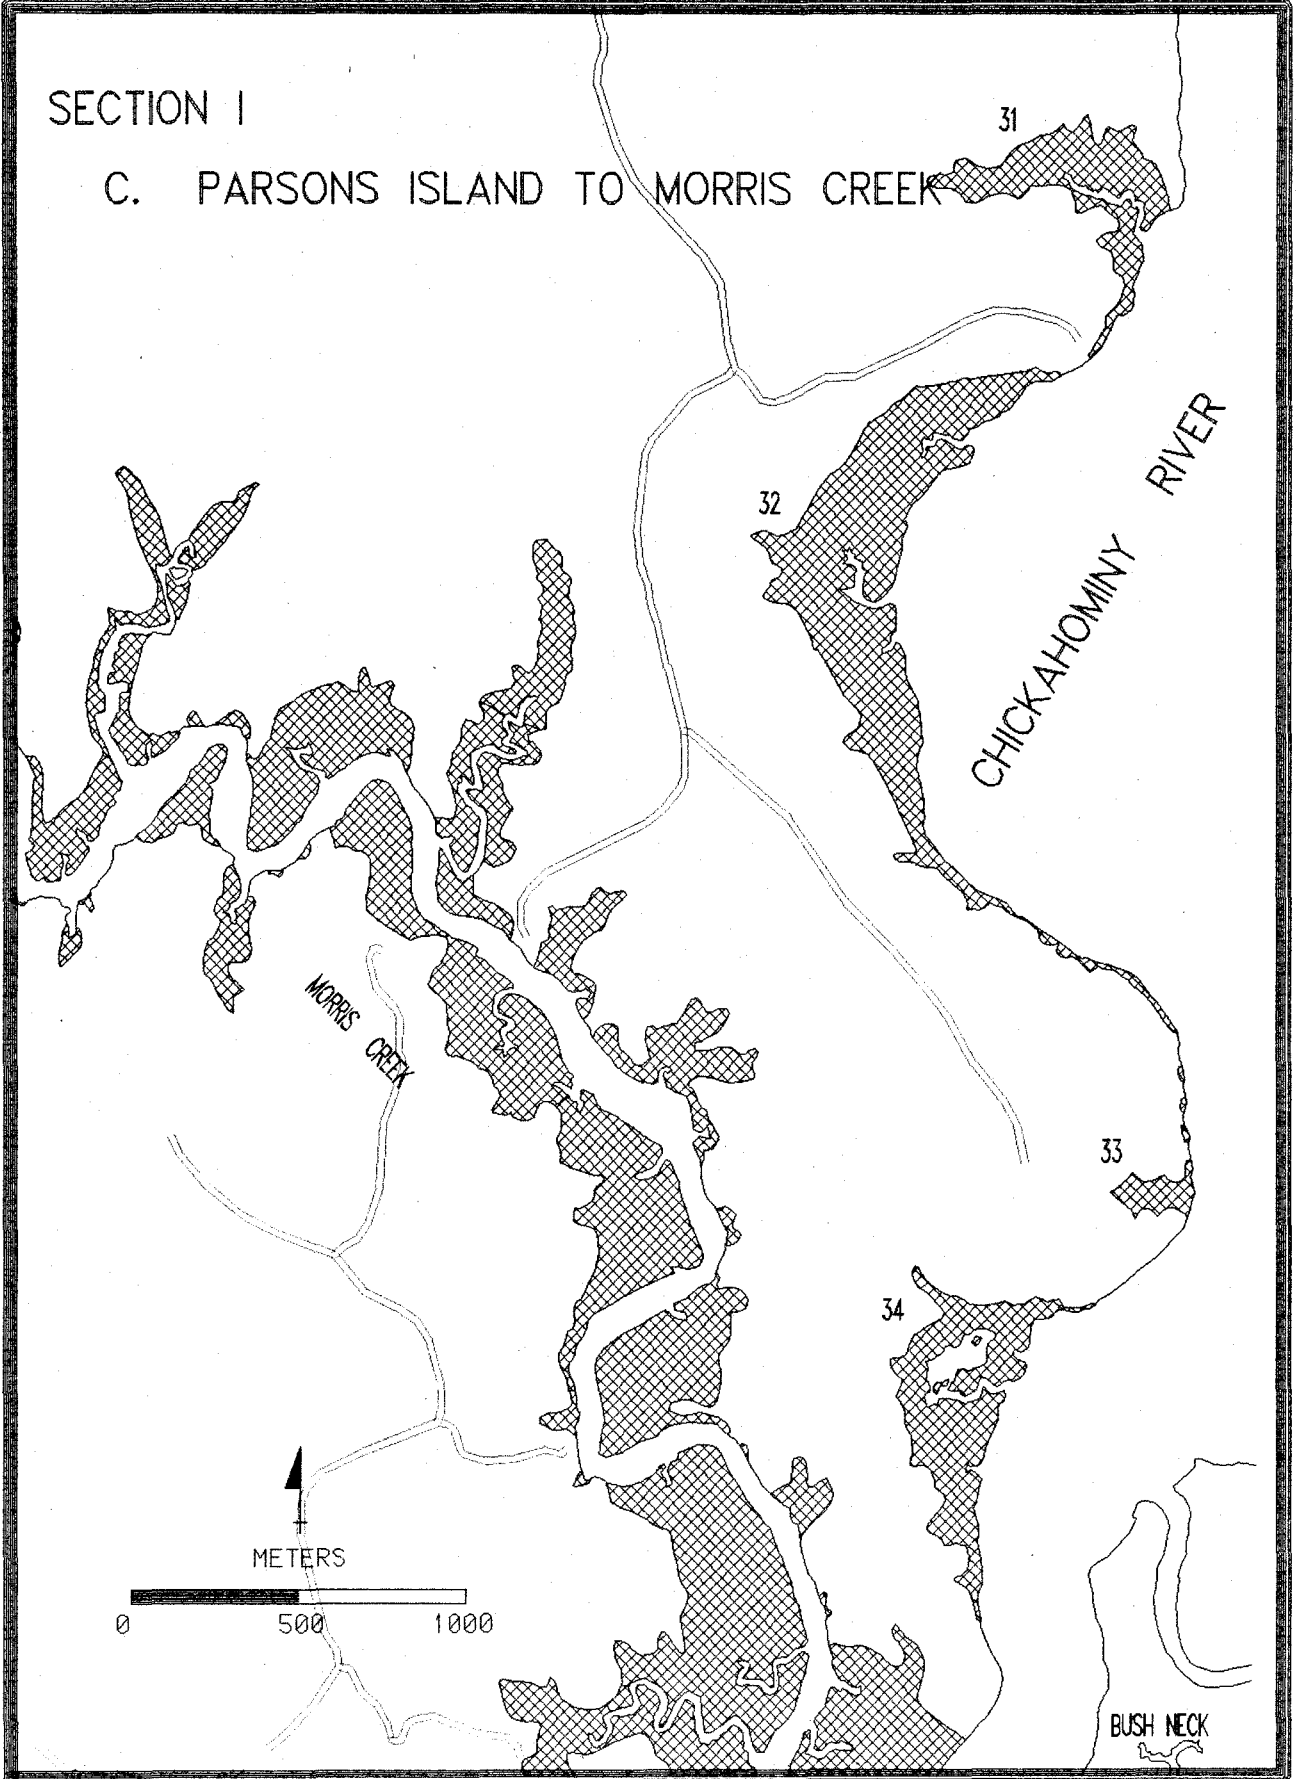 SECTION I
C. PARSONS ISLAND TO MORRIS CREEK
31
32
CHICKAHOMINY RIVER
MORRIS CREEK
33
34
METERS
0 500 1000
BUSH NECK